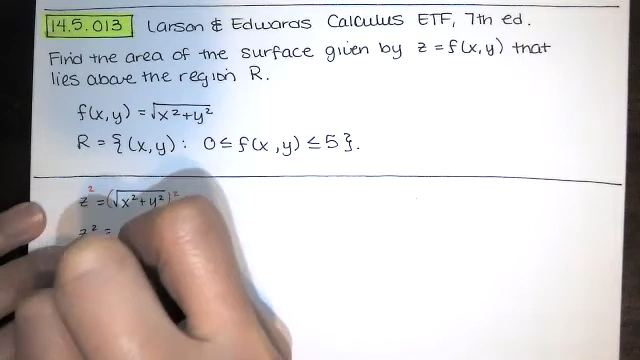 14.5.013 Larson & Edwards Calculus ETF, 7th ed.
Find the area of the surface given by z = f(x,y) that
lies above the region R.
f(x,y) = √x²+y²
R = {(x,y): 0 ≤ f(x,y) ≤ 5}.
z² = (√x²+y²)²
z² =